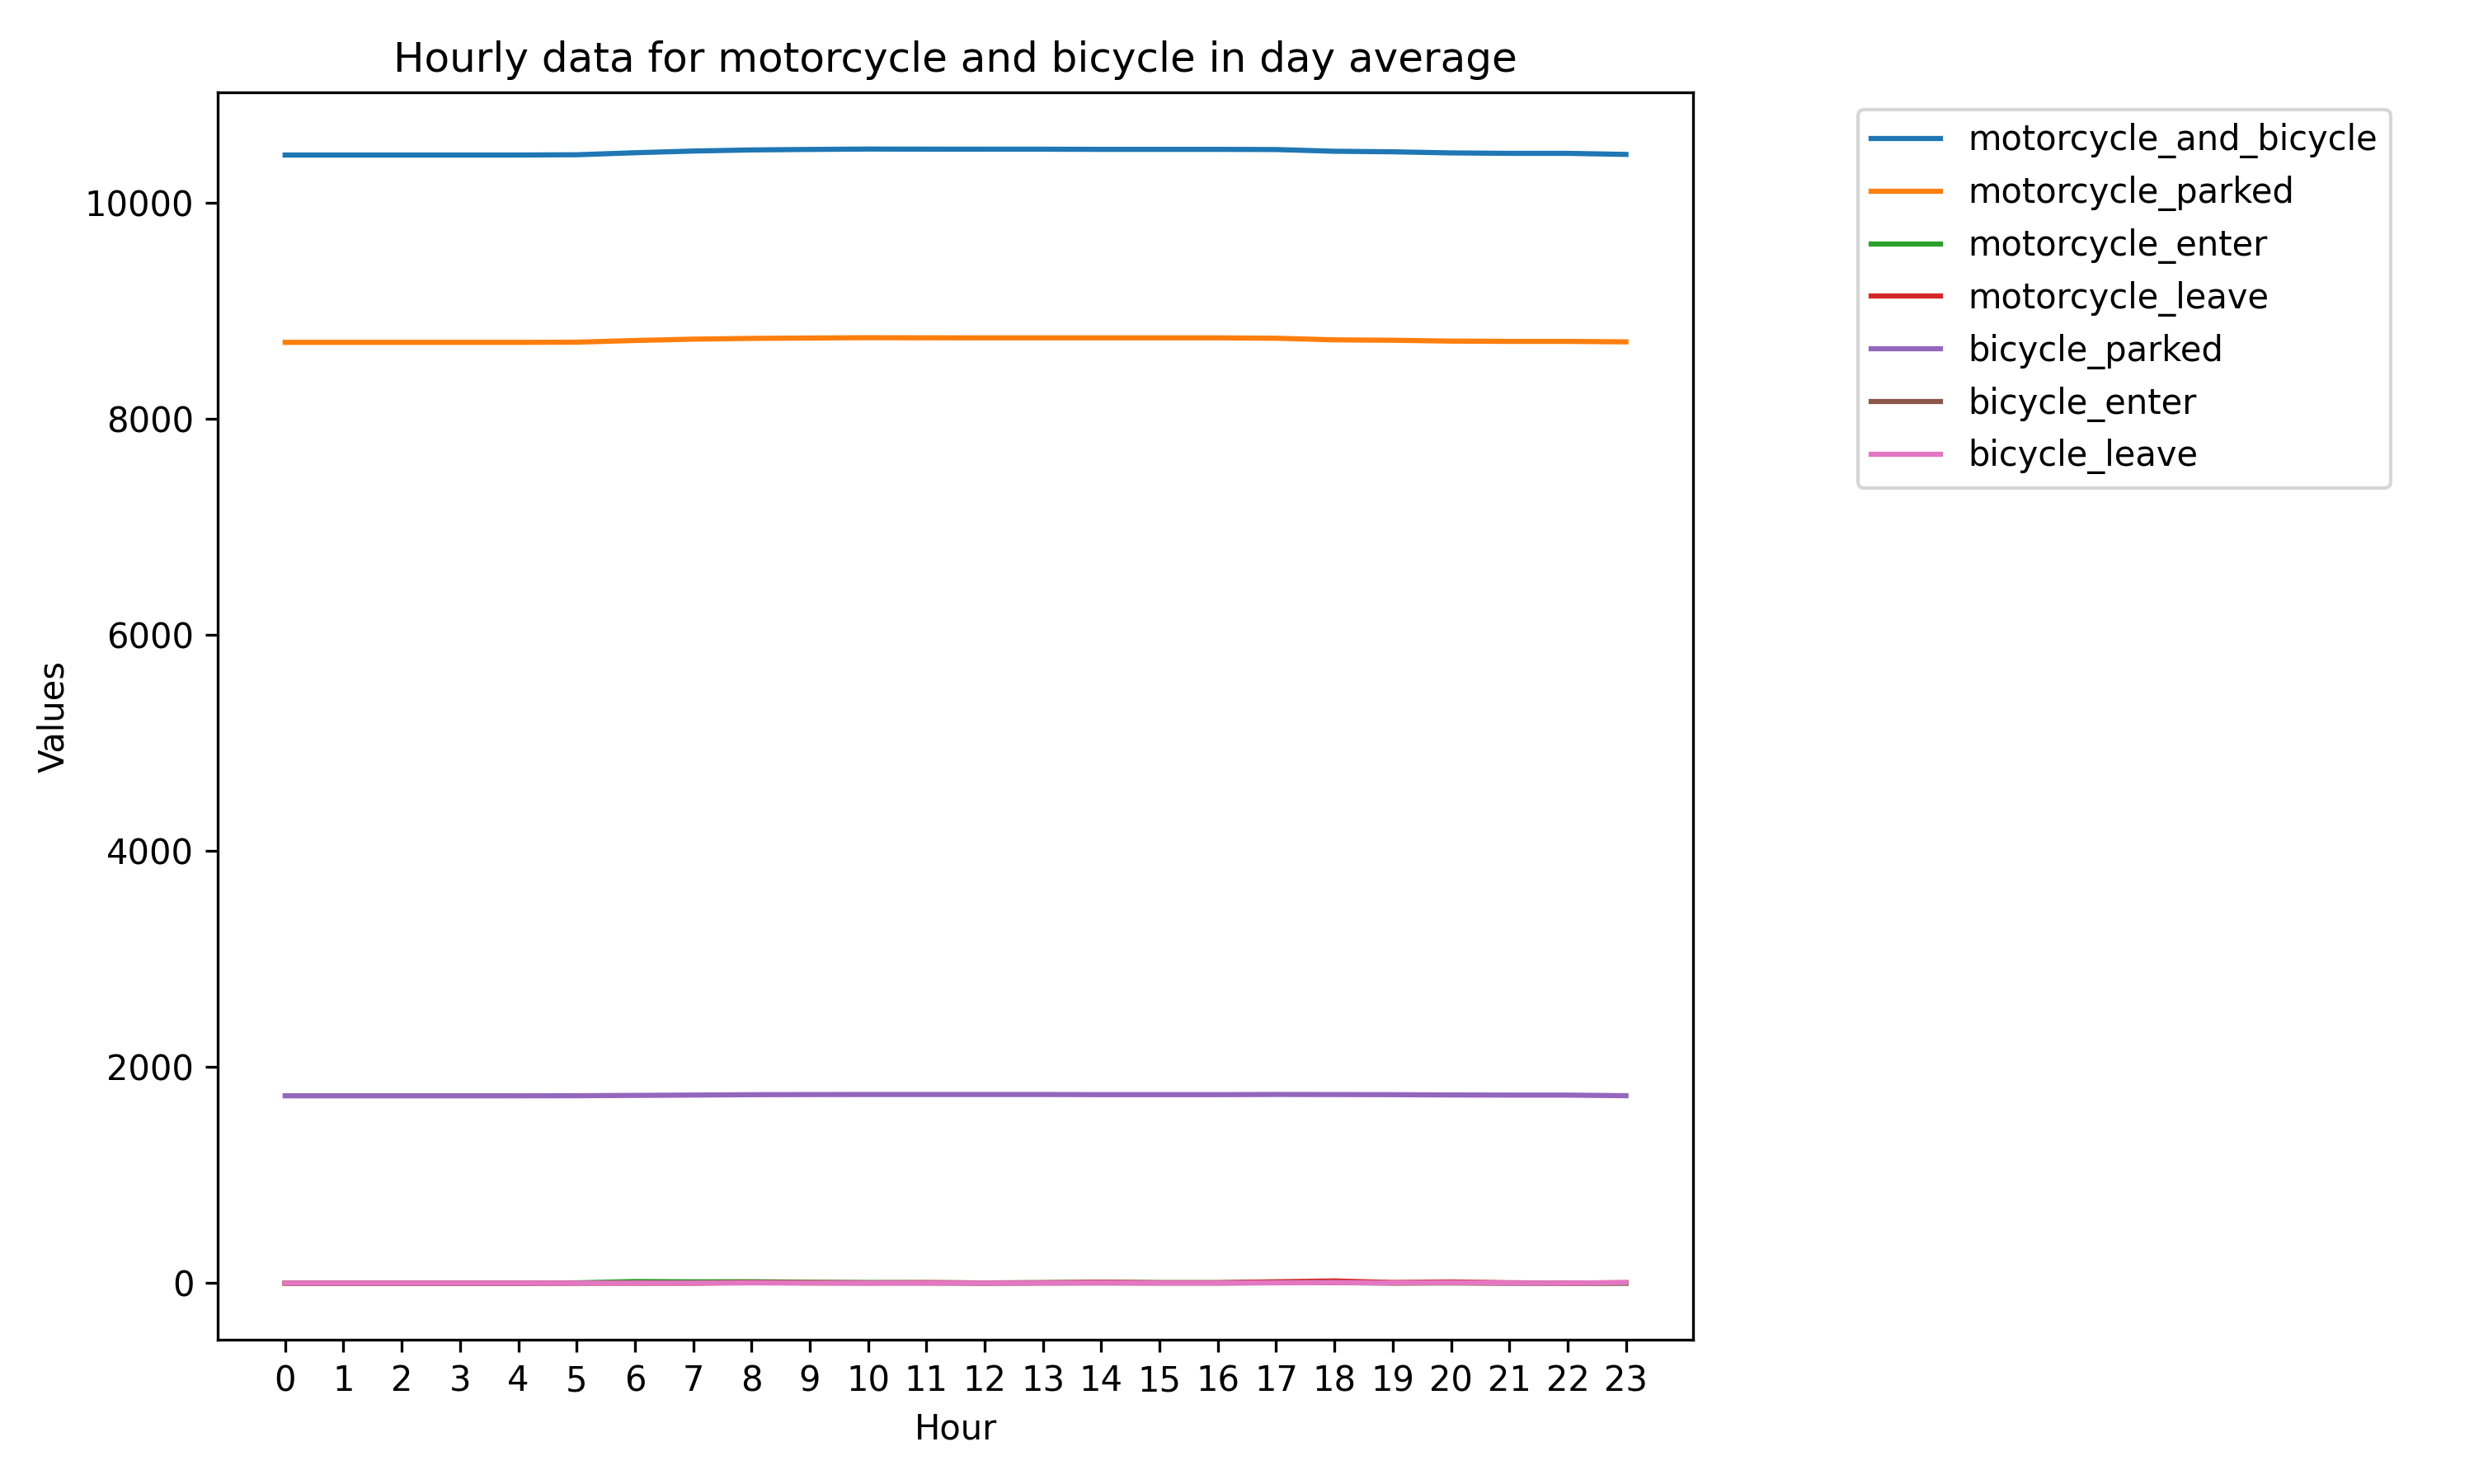 Hourly data for motorcycle and bicycle in day average
motorcycle_and_bicycle
motorcycle_parked
motorcycle_enter
motorcycle_leave
bicycle_parked
bicycle_enter
bicycle_leave
10000
8000
6000
4000
2000
0
Values
0 1 2 3 4 5 6 7 8 9 10 11 12 13 14 15 16 17 18 19 20 21 22 23
Hour